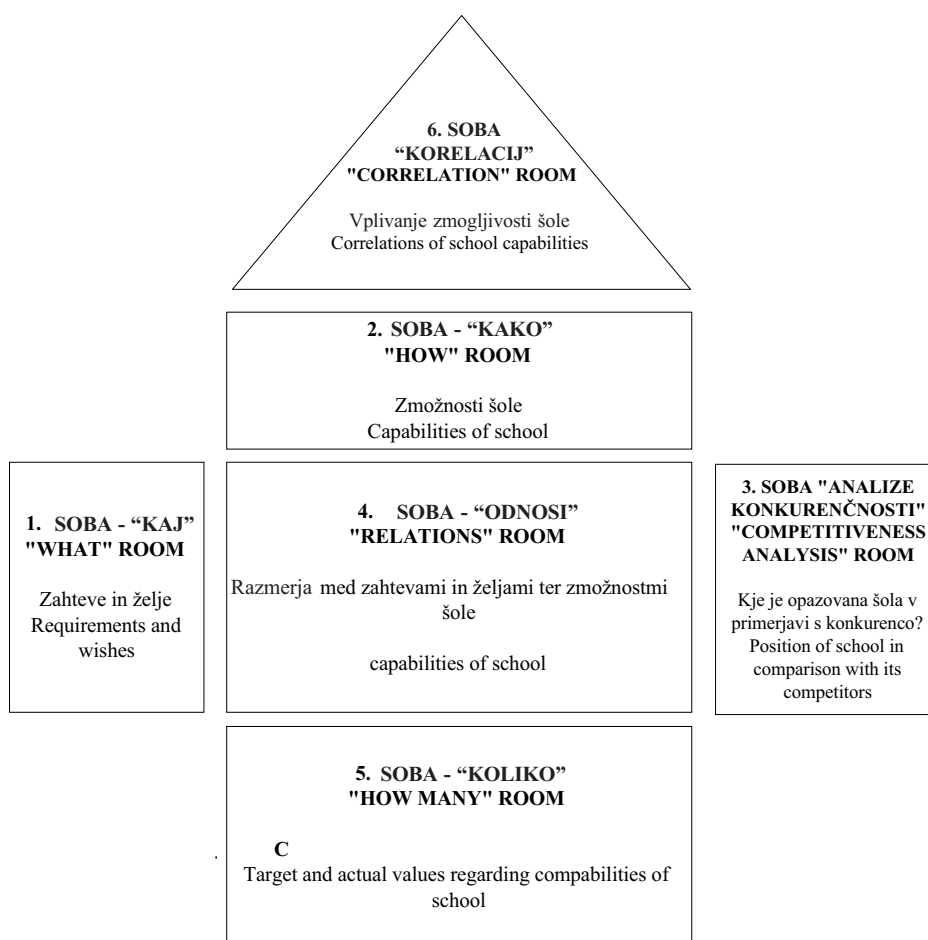 6. SOBA
“KORELACIJ”
"CORRELATION" ROOM
Vplivanje zmogljivosti šole
Correlations of school capabilities
2. SOBA - “KAKO”
"HOW" ROOM
Zmožnosti šole
Capabilities of school
1. SOBA - “KAJ”
"WHAT" ROOM
Zahteve in želje
Requirements and
wishes
4. SOBA - “ODNOSI”
"RELATIONS" ROOM
Razmerja med zahtevami in željami ter zmožnostmi
šole
capabilities of school
3. SOBA "ANALIZE
KONKURENČNOSTI"
"COMPETITIVENESS
ANALYSIS" ROOM
Kje je opazovana šola v
primerjavi s konkurenco?
Position of school in
comparison with its
competitors
5. SOBA - “KOLIKO”
"HOW MANY" ROOM
C
Target and actual values regarding compabilities of
school